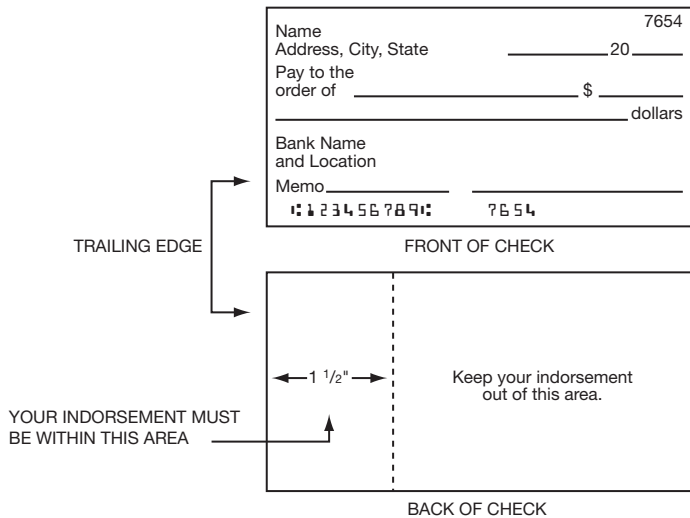 7654
Name
Address, City, State 20
Pay to the
order of $
dollars
Bank Name
and Location
Memo
⑆123456789⑆ 7654
TRAILING EDGE
FRONT OF CHECK
1 1/2"
Keep your indorsement
out of this area.
YOUR INDORSEMENT MUST
BE WITHIN THIS AREA
BACK OF CHECK